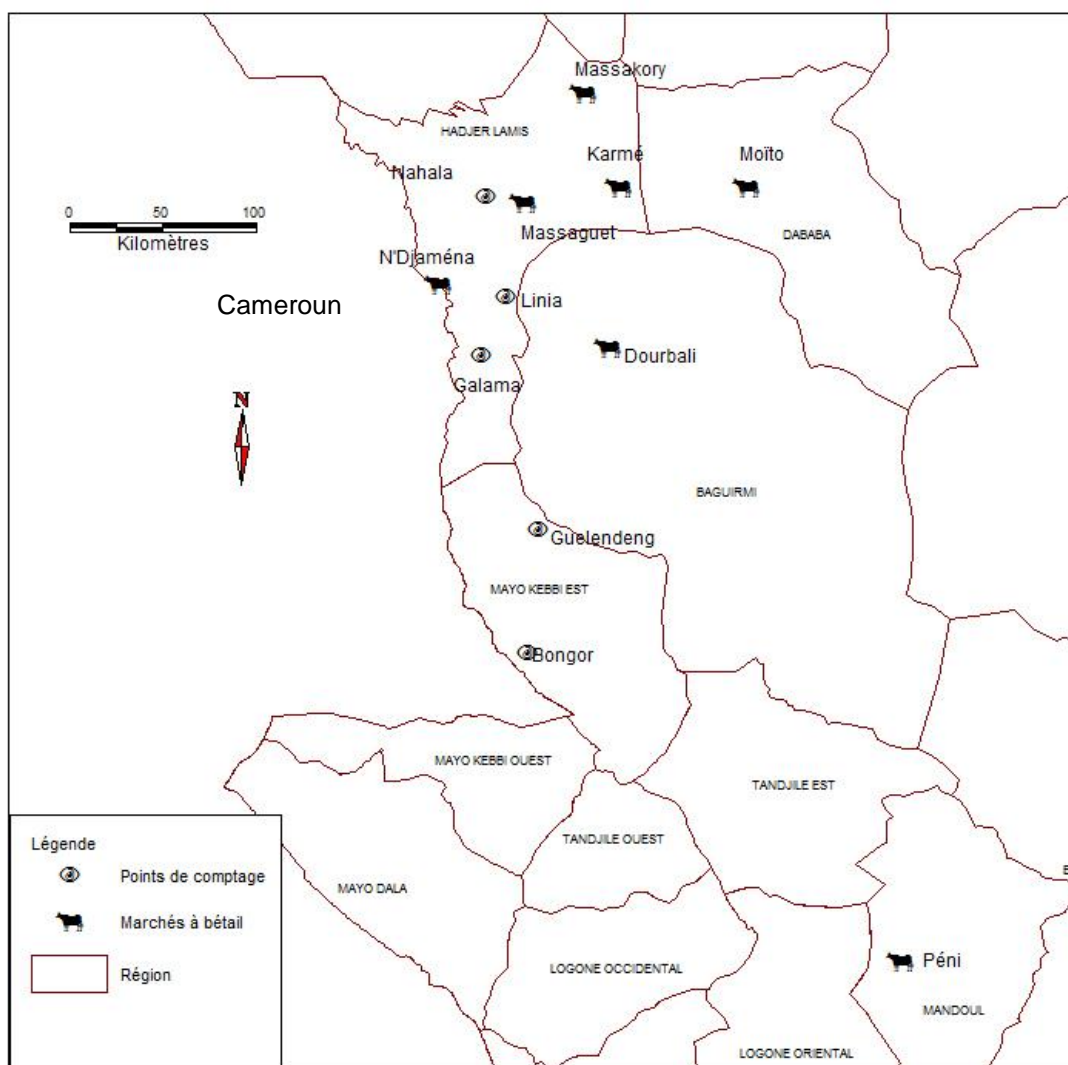 Massakory
HADJER LAMIS
Karmé
Moïto
Nahala
0 50 100
Kilomètres
Massaguet
DABABA
N'Djaména
Cameroun
Linia
Dourbali
Galama
N
BAGUIRMI
Guelendeng
MAYO KEBBI EST
Bongor
MAYO KEBBI OUEST
TANDJILE EST
TANDJILE OUEST
Légende
Points de comptage
Marchés à bétail
Région
MAYO DALA
LOGONE OCCIDENTAL
Péni
MANDOUL
LOGONE ORIENTAL